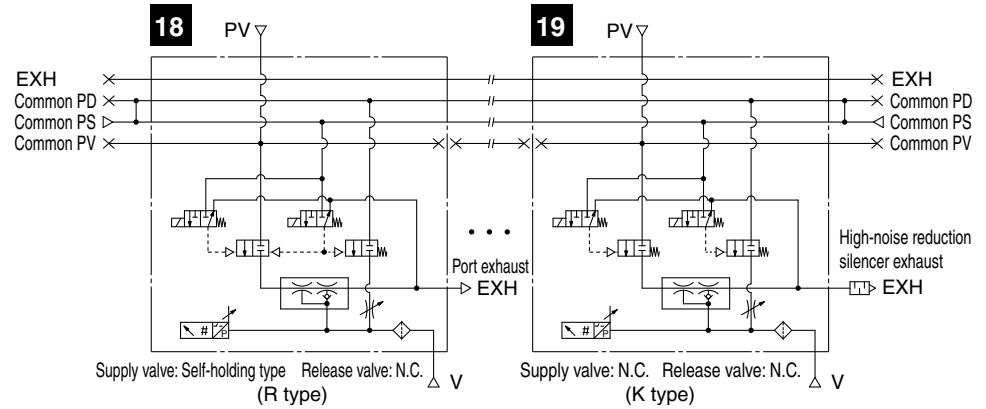 18
PV
19
PV
EXH
EXH
Common PD
Common PD
Common PS
Common PS
Common PV
Common PV
Port exhaust
EXH
High-noise reduction
silencer exhaust
EXH
#
P
#
P
Supply valve: Self-holding type Release valve: N.C.
V
(R type)
Supply valve: N.C. Release valve: N.C.
V
(K type)